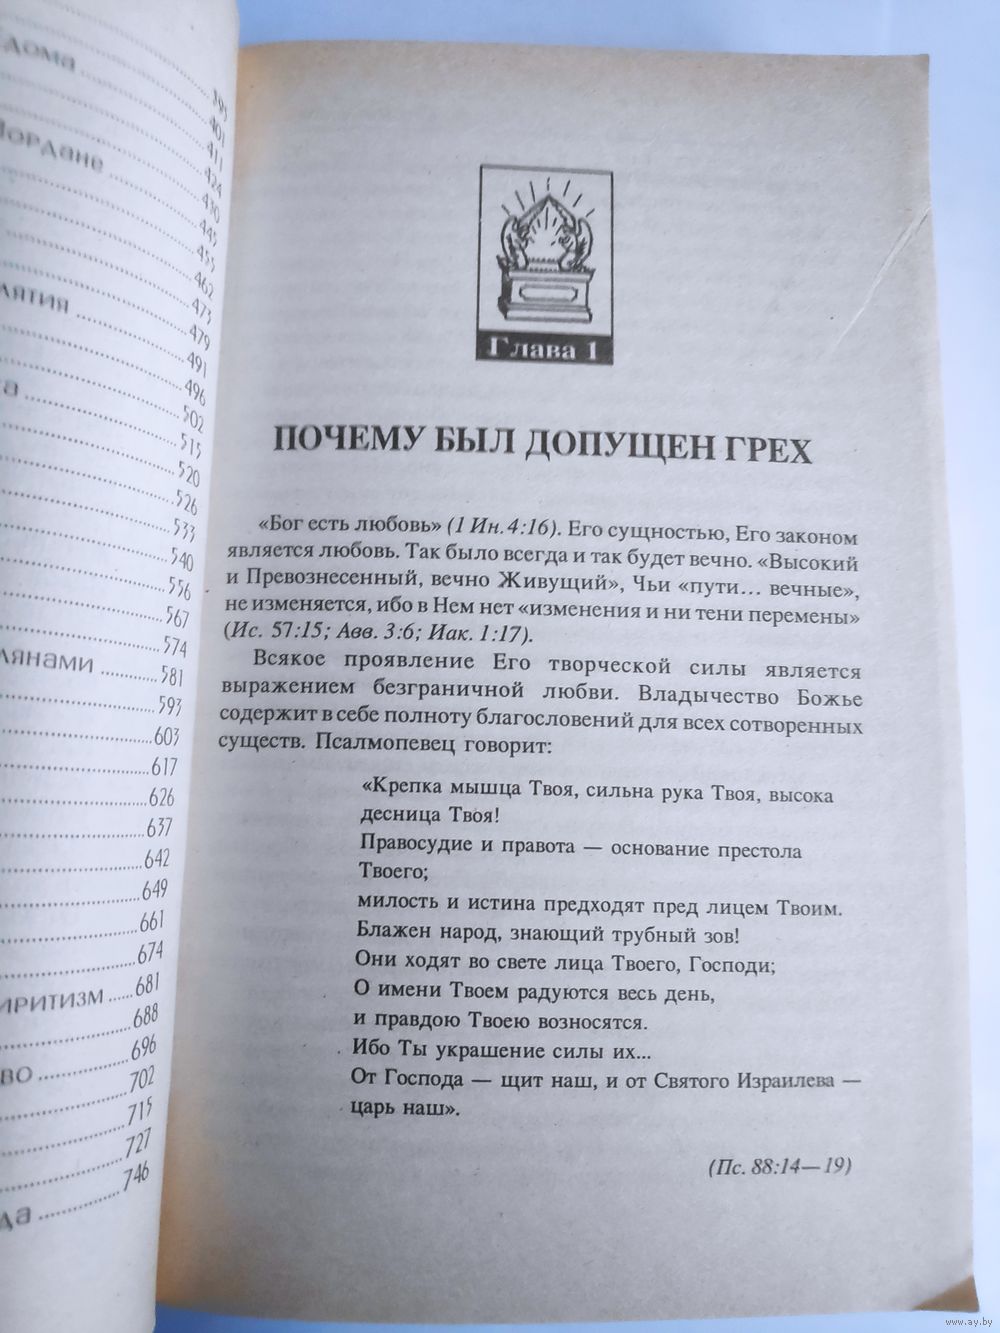 395
401
411
424
430
445
455
462
473
479
491
496
502
515
520
526
533
540
556
567
574
581
593
603
617
626
637
642
649
661
674
681
688
696
702
715
727
746
Глава 1
ПОЧЕМУ БЫЛ ДОПУЩЕН ГРЕХ
«Бог есть любовь» (1 Ин. 4:16). Его сущностью, Его законом
является любовь. Так было всегда и так будет вечно. «Высокий
и Превознесенный, вечно Живущий», Чьи «пути... вечные»,
не изменяется, ибо в Нем нет «изменения и ни тени перемены»
(Ис. 57:15; Авв. 3:6; Иак. 1:17).
Всякое проявление Его творческой силы является
выражением безграничной любви. Владычество Божье
содержит в себе полноту благословений для всех сотворенных
существ. Псалмопевец говорит:
«Крепка мышца Твоя, сильна рука Твоя, высока
десница Твоя!
Правосудие и правота — основание престола
Твоего;
милость и истина предходят пред лицем Твоим.
Блажен народ, знающий трубный зов!
Они ходят во свете лица Твоего, Господи;
О имени Твоем радуются весь день,
и правдою Твоею возносятся.
Ибо Ты украшение силы их...
От Господа — щит наш, и от Святого Израилева —
царь наш».
(Пс. 88:14—19)
www.ay.by